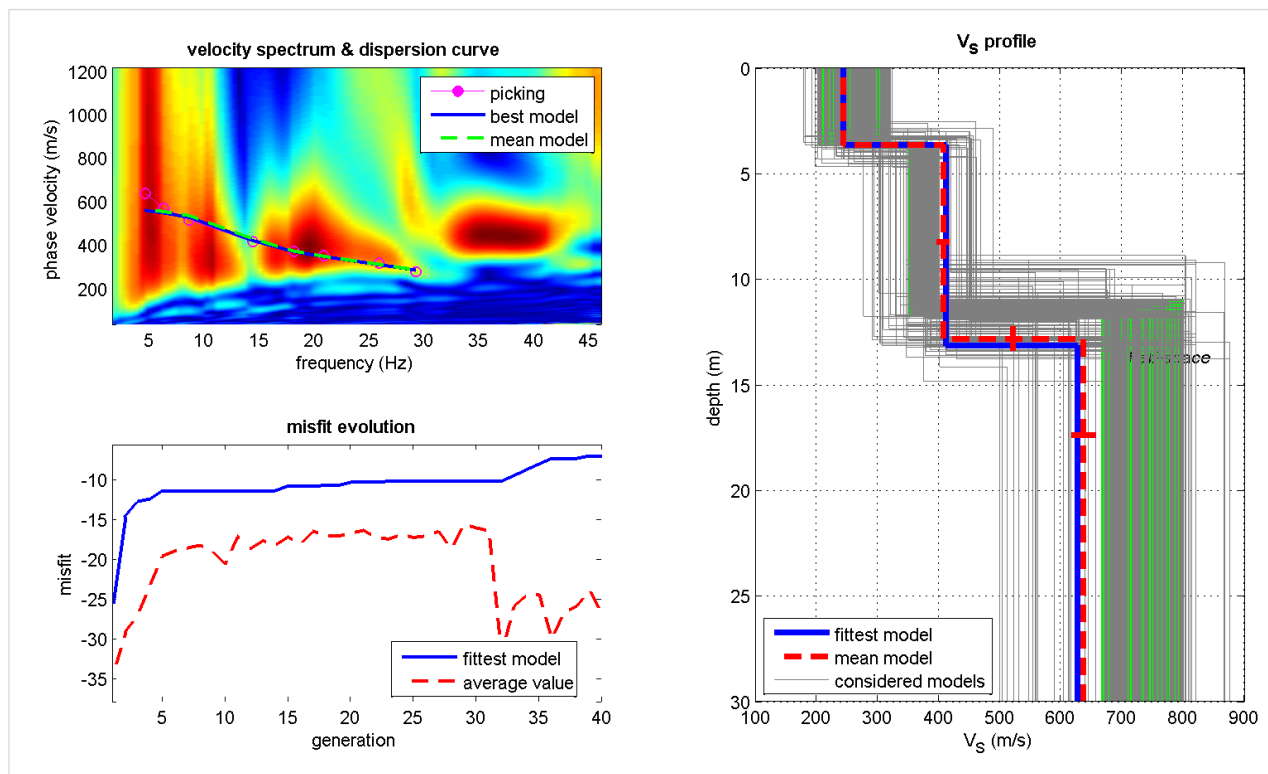 velocity spectrum & dispersion curve
1200
1000
800
600
400
200
phase velocity (m/s)
picking
best model
mean model
5 10 15 20 25 30 35 40 45
frequency (Hz)
misfit evolution
-10
-15
-20
-25
-30
-35
misfit
fittest model
average value
5 10 15 20 25 30 35 40
generation
VS profile
0
5
10
15
20
25
30
depth (m)
fittest model
mean model
considered models
100 200 300 400 500 600 700 800 900
VS (m/s)